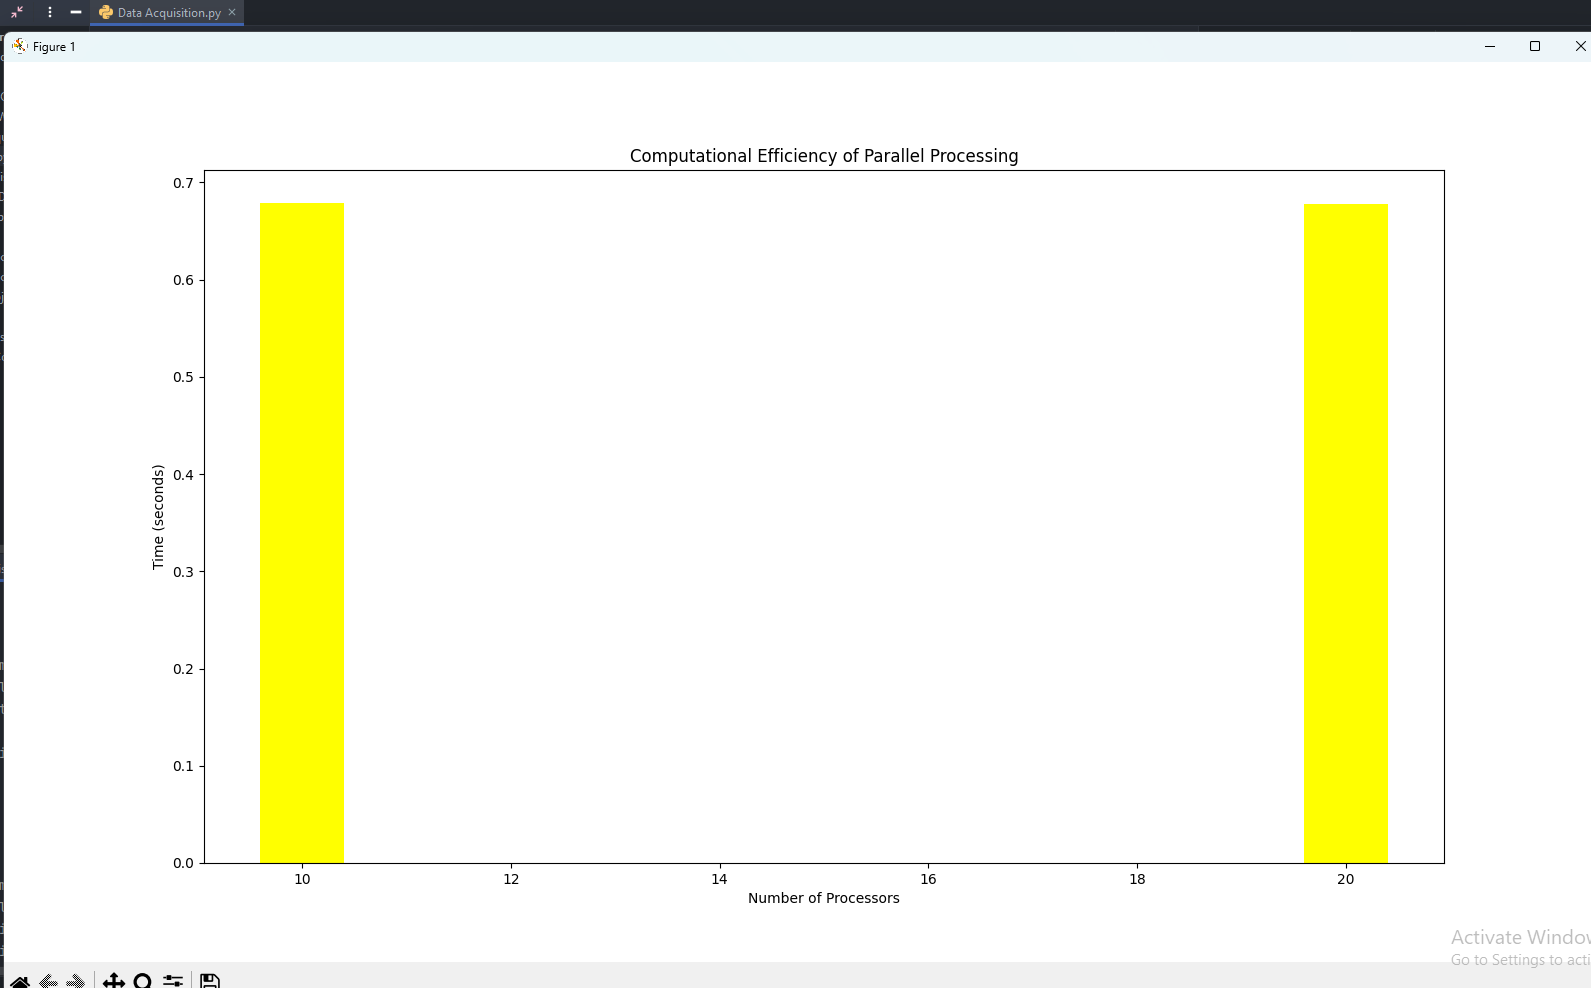 Data Acquisition.py
Figure 1
Computational Efficiency of Parallel Processing
0.7
0.6
0.5
0.4
0.3
0.2
0.1
0.0
Time (seconds)
10 12 14 16 18 20
Number of Processors
Activate Window
Go to Settings to acti